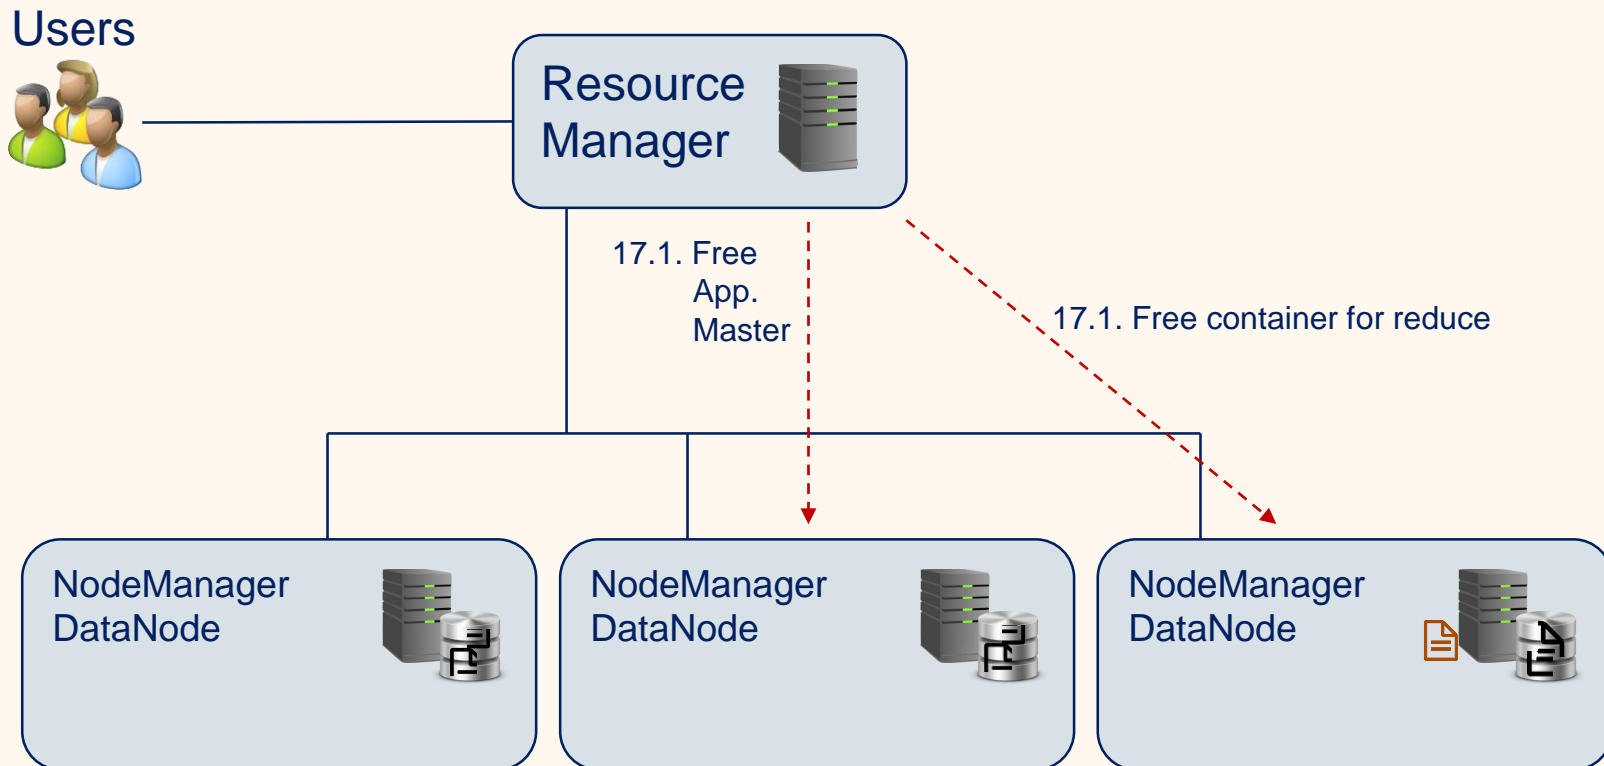 Users
Resource
Manager
17.1. Free
App.
Master
17.1. Free container for reduce
NodeManager
DataNode
NodeManager
DataNode
NodeManager
DataNode